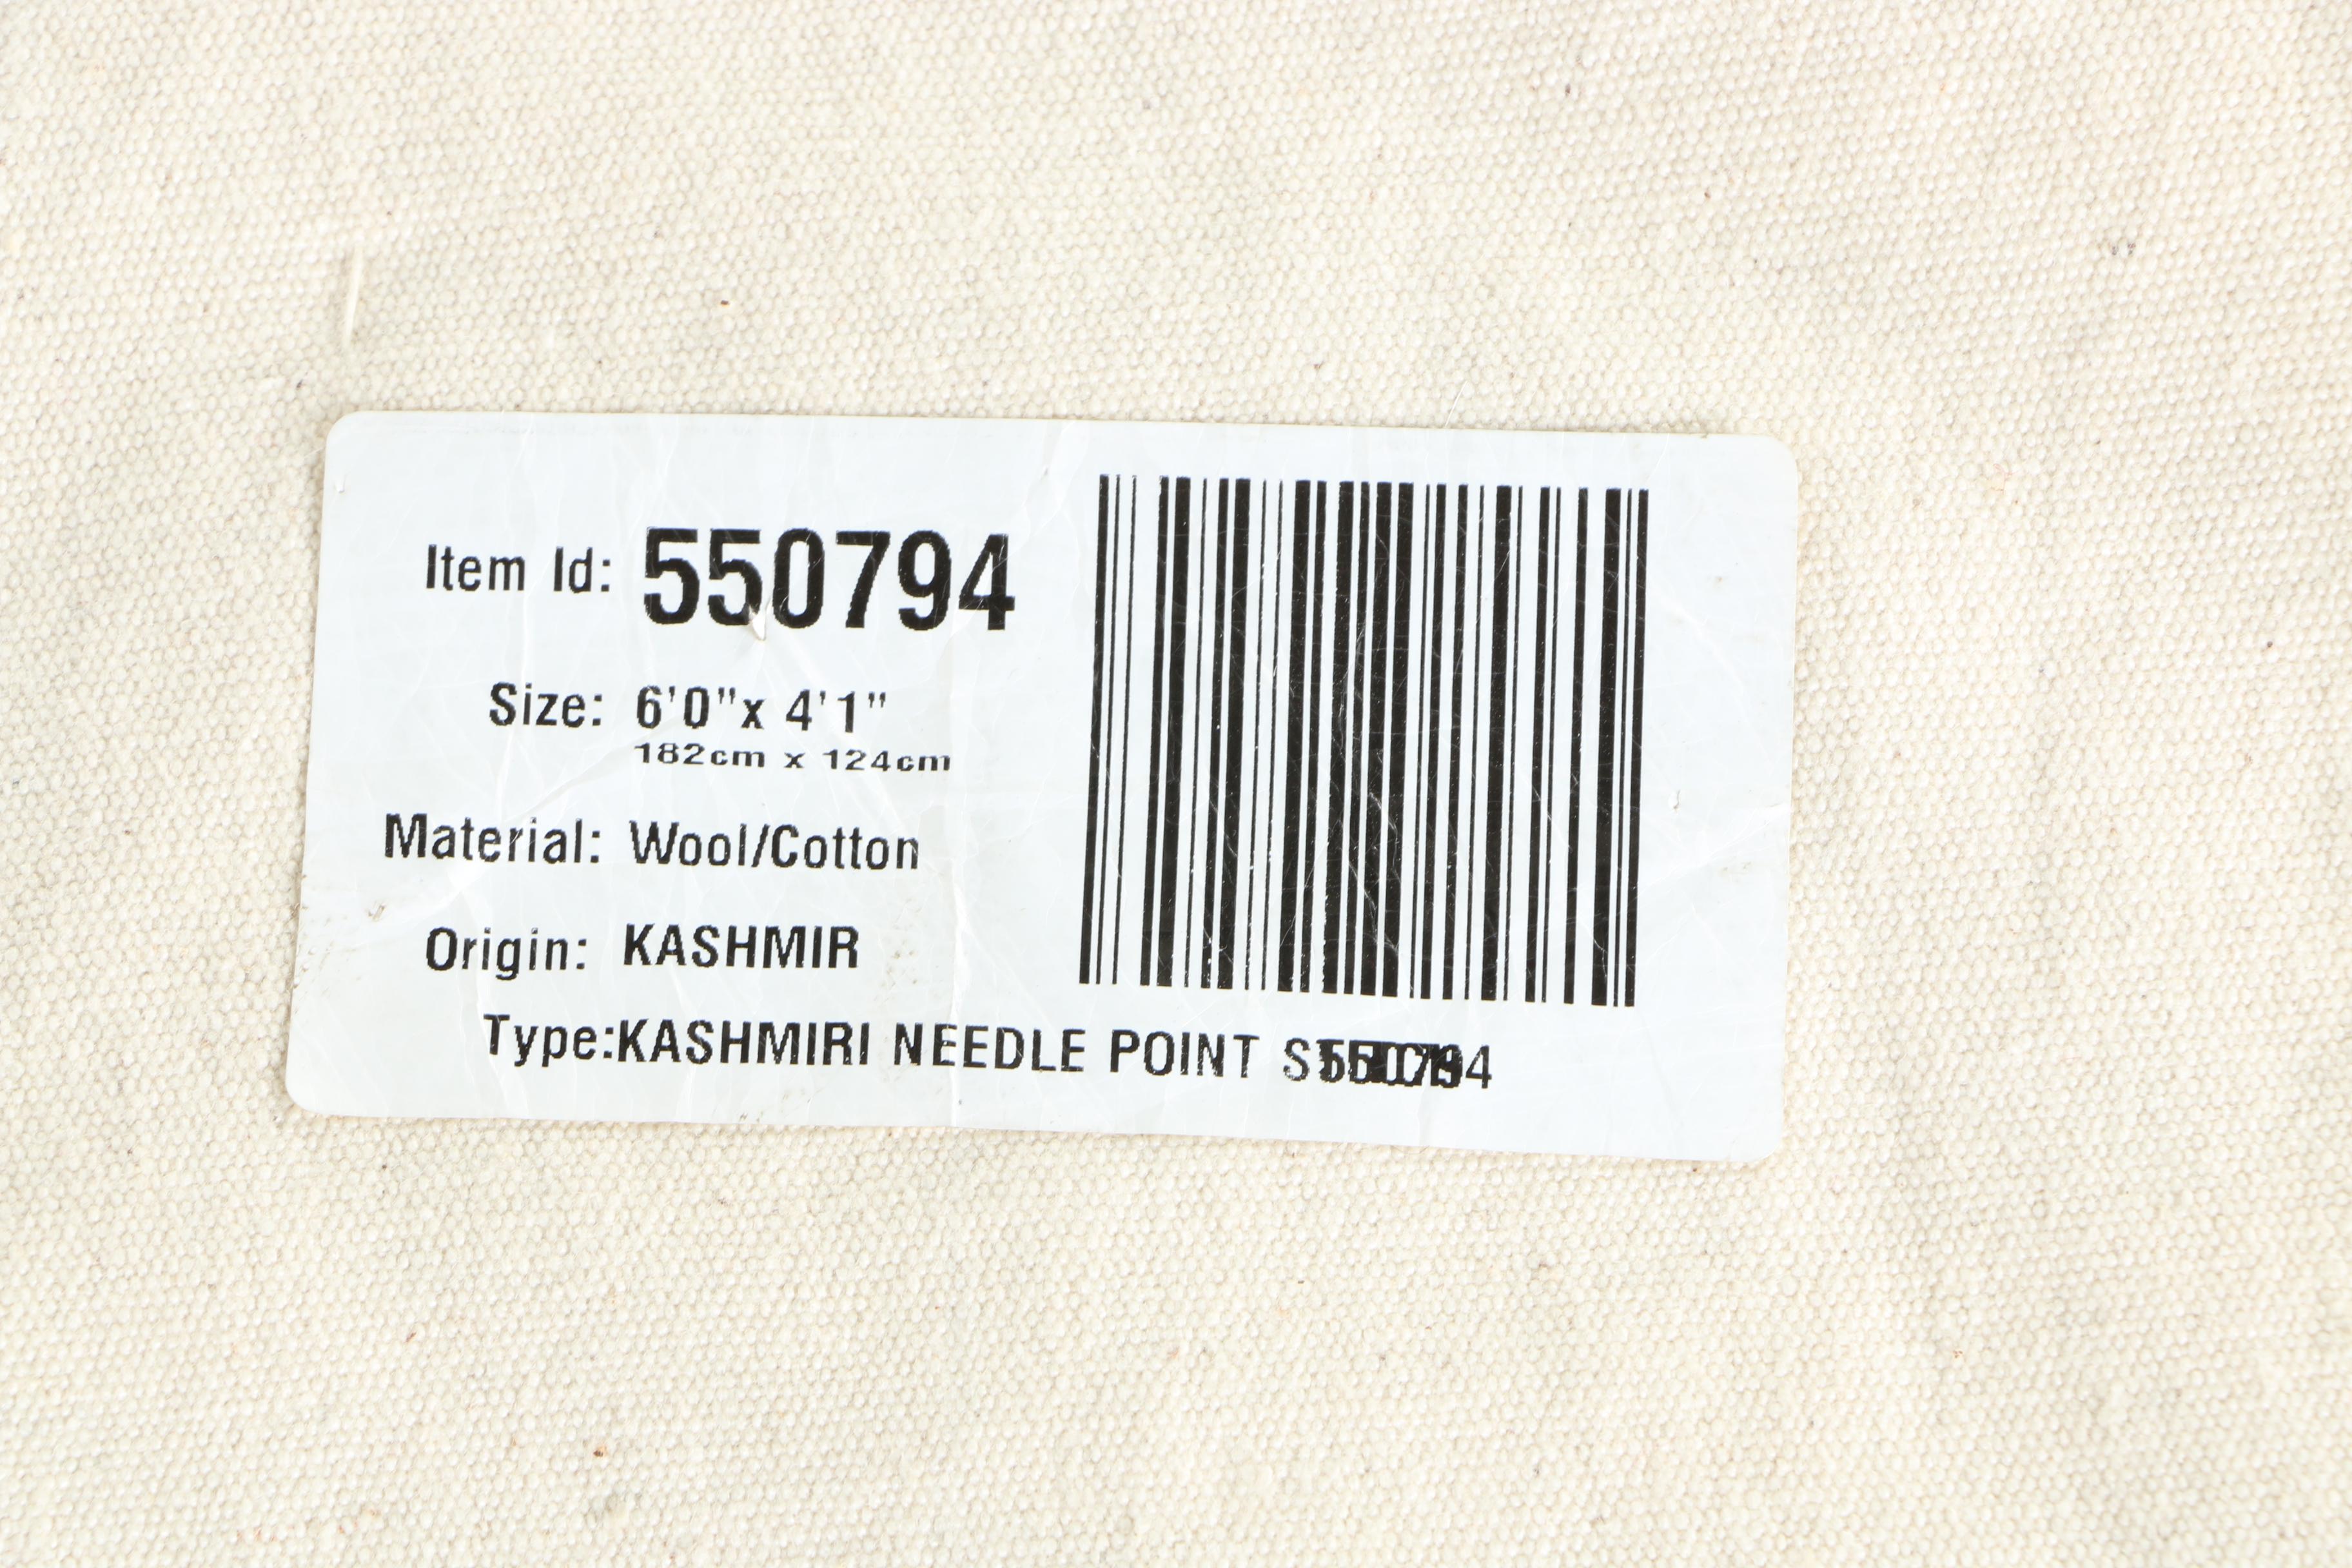 Item Id: 550794
Size: 6'0"x 4'1"
182cm x 124cm
Material: Wool/Cotton
Origin: KASHMIR
Type:KASHMIRI NEEDLE POINT
550794